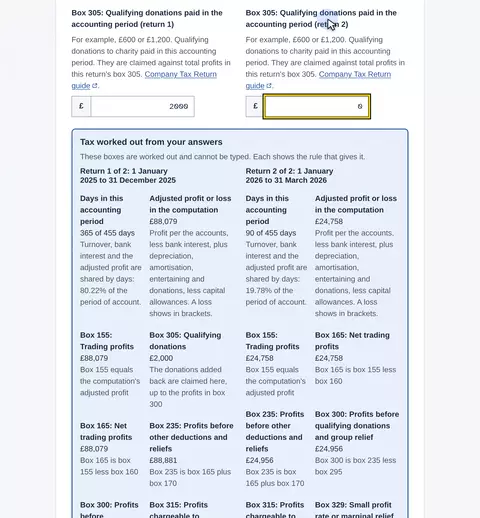 Box 305: Qualifying donations paid in the
accounting period (return 1)
For example, £600 or £1,200. Qualifying
donations to charity paid in this accounting
period. They are claimed against total profits in
this return's box 305. Company Tax Return
guide
£ 2000
Box 305: Qualifying donations paid in the
accounting period (return 2)
For example, £600 or £1,200. Qualifying
donations to charity paid in this accounting
period. They are claimed against total profits in
this return's box 305. Company Tax Return
guide
£ 0
Tax worked out from your answers
These boxes are worked out and cannot be typed. Each shows the rule that gives it.
Return 1 of 2: 1 January
2025 to 31 December 2025
Days in this
accounting
period
365 of 455 days
Turnover, bank
interest and the
adjusted profit are
shared by days:
80.22% of the
period of account.
Adjusted profit or loss
in the computation
£88,079
Profit per the accounts,
less bank interest, plus
depreciation,
amortisation,
entertaining and
donations, less capital
allowances. A loss
shows in brackets.
Box 155:
Trading profits
£88,079
Box 155 equals
the computation's
adjusted profit
Box 305: Qualifying
donations
£2,000
The donations added
back are claimed here,
up to the profits in box
300
Box 165: Net
trading profits
£88,079
Box 165 is box
155 less box 160
Box 235: Profits before
other deductions and
reliefs
£88,881
Box 235 is box 165 plus
box 170
Box 300: Profits
before
Box 315: Profits
chargeable to
Return 2 of 2: 1 January
2026 to 31 March 2026
Days in this
accounting
period
90 of 455 days
Turnover, bank
interest and the
adjusted profit are
shared by days:
19.78% of the
period of account.
Adjusted profit or loss
in the computation
£24,758
Profit per the accounts,
less bank interest, plus
depreciation,
amortisation,
entertaining and
donations, less capital
allowances. A loss
shows in brackets.
Box 155:
Trading profits
£24,758
Box 155 equals
the computation's
adjusted profit
Box 165: Net trading
profits
£24,758
Box 165 is box 155 less
box 160
Box 235: Profits
before other
deductions and
reliefs
£24,956
Box 235 is box
165 plus box 170
Box 300: Profits before
qualifying donations
and group relief
£24,956
Box 300 is box 235 less
box 295
Box 315: Profits
chargeable to
Box 329: Small profit
rate or marginal relief